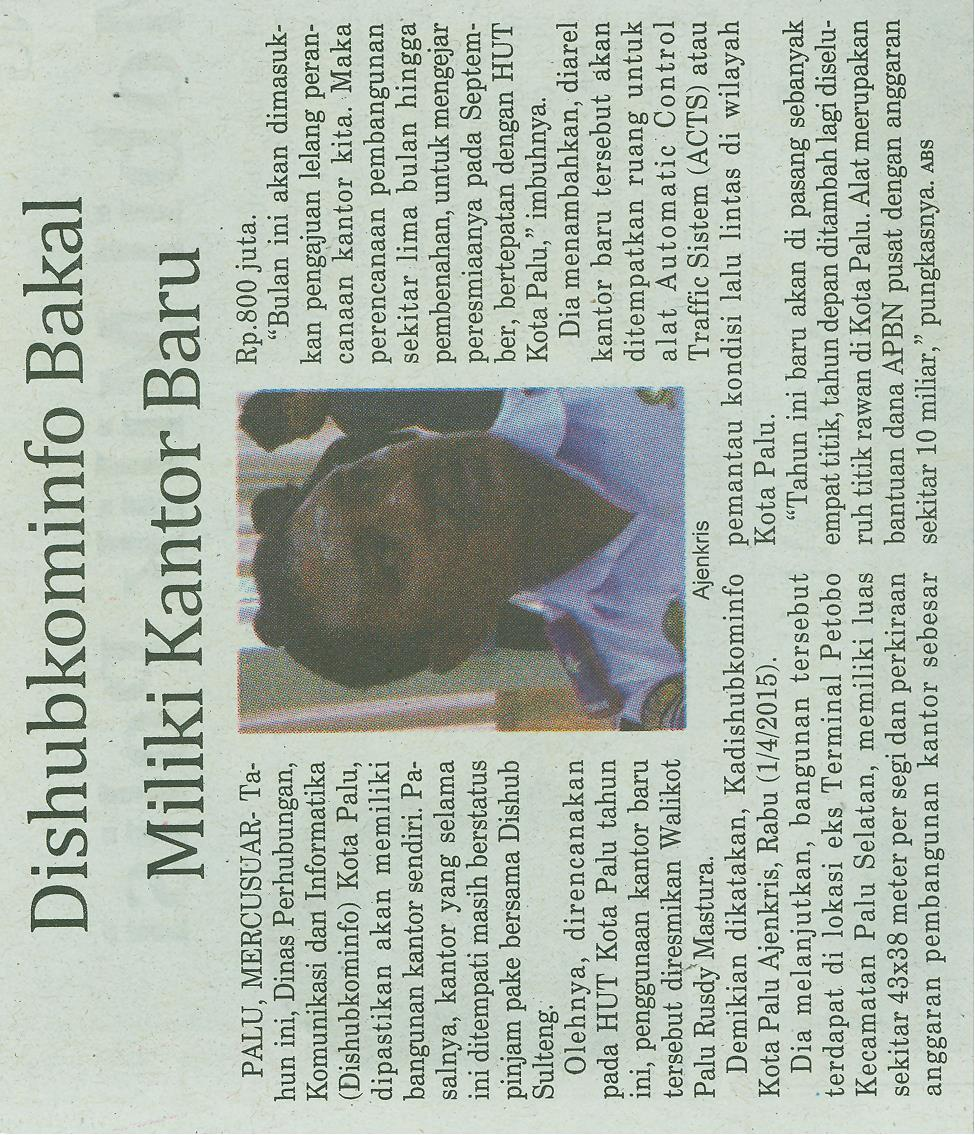 Dishubkominfo Bakal
Miliki Kantor Baru
PALU, MERCUSUAR- Ta-
hun ini, Dinas Perhubungan,
Komunikasi dan Informatika
(Dishubkominfo) Kota Palu,
dipastikan akan memiliki
bangunan kantor sendiri. Pa-
salnya, kantor yang selama
ini ditempati masih berstatus
pinjam pake bersama Dishub
Sulteng.
Olehnya, direncanakan
pada HUT Kota Palu tahun
ini, penggunaan kantor baru
tersebut diresmikan Walikot
Palu Rusdy Mastura.
Demikian dikatakan, Kadishubkominfo
Kota Palu Ajenkris, Rabu (1/4/2015).
Dia melanjutkan, bangunan tersebut
terdapat di lokasi eks Terminal Petobo
Kecamatan Palu Selatan, memiliki luas
sekitar 43x38 meter per segi dan perkiraan
anggaran pembangunan kantor sebesar
Ajenkris
Rp.800 juta.
“Bulan ini akan dimasuk-
kan pengajuan lelang peran-
canaan kantor kita. Maka
perencanaan pembangunan
sekitar lima bulan hingga
pembenahan, untuk mengejar
peresmiaanya pada Septem-
ber, bertepatan dengan HUT
Kota Palu,” imbuhnya.
Dia menambahkan, diarel
kantor baru tersebut akan
ditempatkan ruang untuk
alat Automatic Control
Traffic Sistem (ACTS) atau
pemantau kondisi lalu lintas di wilayah
Kota Palu.
“Tahun ini baru akan di pasang sebanyak
empat titik, tahun depan ditambah lagi diselu-
ruh titik rawan di Kota Palu. Alat merupakan
bantuan dana APBN pusat dengan anggaran
sekitar 10 miliar,” pungkasnya. ABS